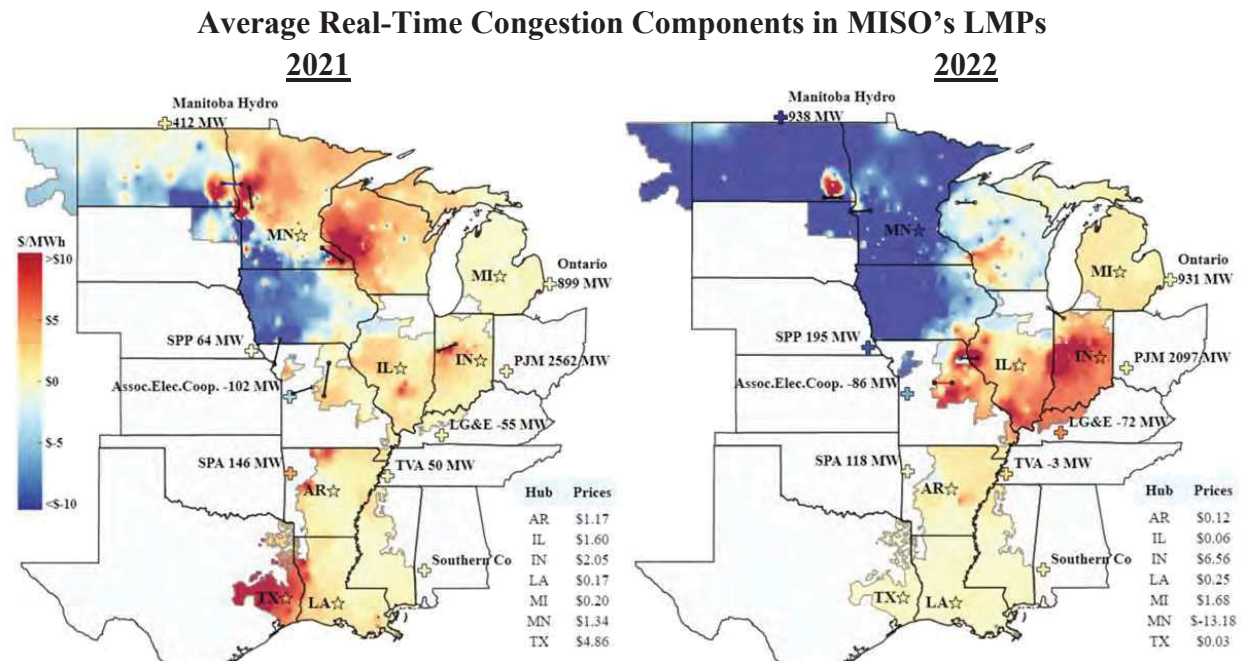 Average Real-Time Congestion Components in MISO's LMPs
2021
Manitoba Hydro
412 MW
$/MWh
>$10
$5
$0
$-5
<$-10
MN
MI
Ontario
899 MW
SPP 64 MW
IL
IN
PJM 2562 MW
Assoc.Elec.Coop. -102 MW
LG&E -55 MW
SPA 146 MW
TVA 50 MW
AR
Southern Co
TX
LA
Hub Prices
AR $1.17
IL $1.60
IN $2.05
LA $0.17
MI $0.20
MN $1.34
TX $4.86
2022
Manitoba Hydro
938 MW
MN
MI
Ontario
931 MW
SPP 195 MW
IL
IN
PJM 2097 MW
Assoc.Elec.Coop. -86 MW
LG&E -72 MW
SPA 118 MW
TVA -3 MW
AR
Southern Co
TX
LA
Hub Prices
AR $0.12
IL $0.06
IN $6.56
LA $0.25
MI $1.68
MN $-13.18
TX $0.03